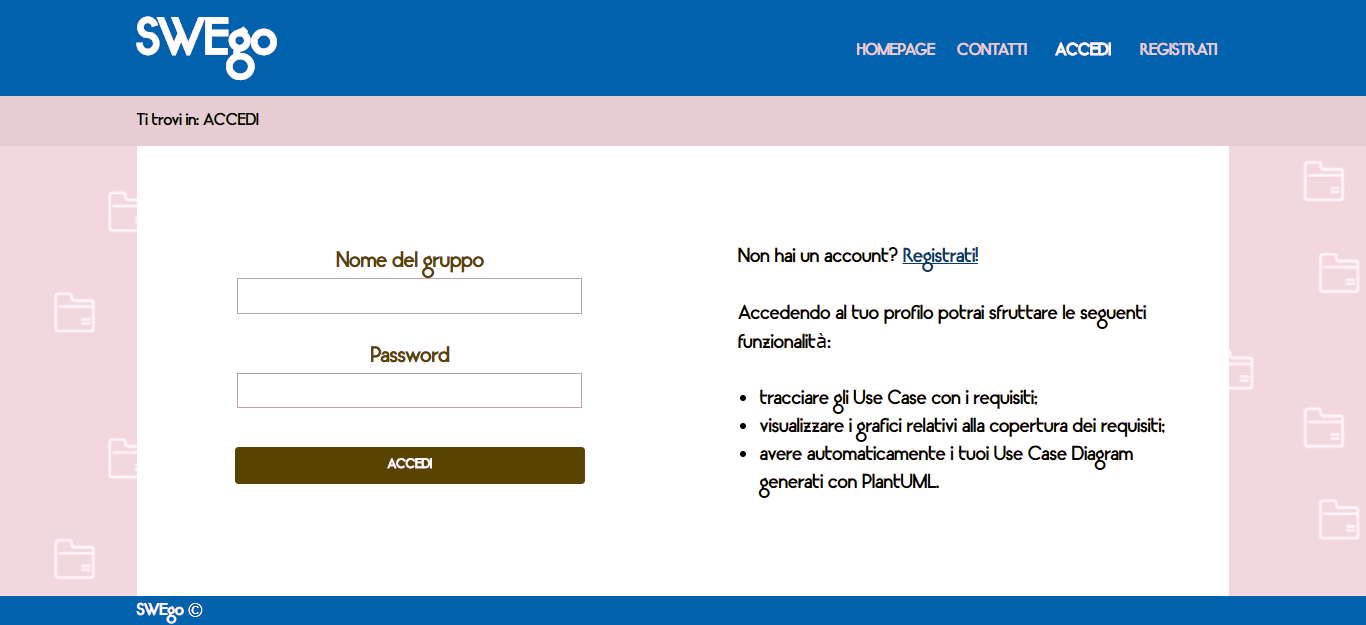 SWEgo
HOMEPAGE CONTATTI ACCEDI REGISTRATI
Ti trovi in: ACCEDI
Nome del gruppo
Password
ACCEDI
Non hai un account? Registrati!
Accedendo al tuo profilo potrai sfruttare le seguenti
funzionalità:
• tracciare gli Use Case con i requisiti;
• visualizzare i grafici relativi alla copertura dei requisiti;
• avere automaticamente i tuoi Use Case Diagram
generati con PlantUML.
SWEgo ©